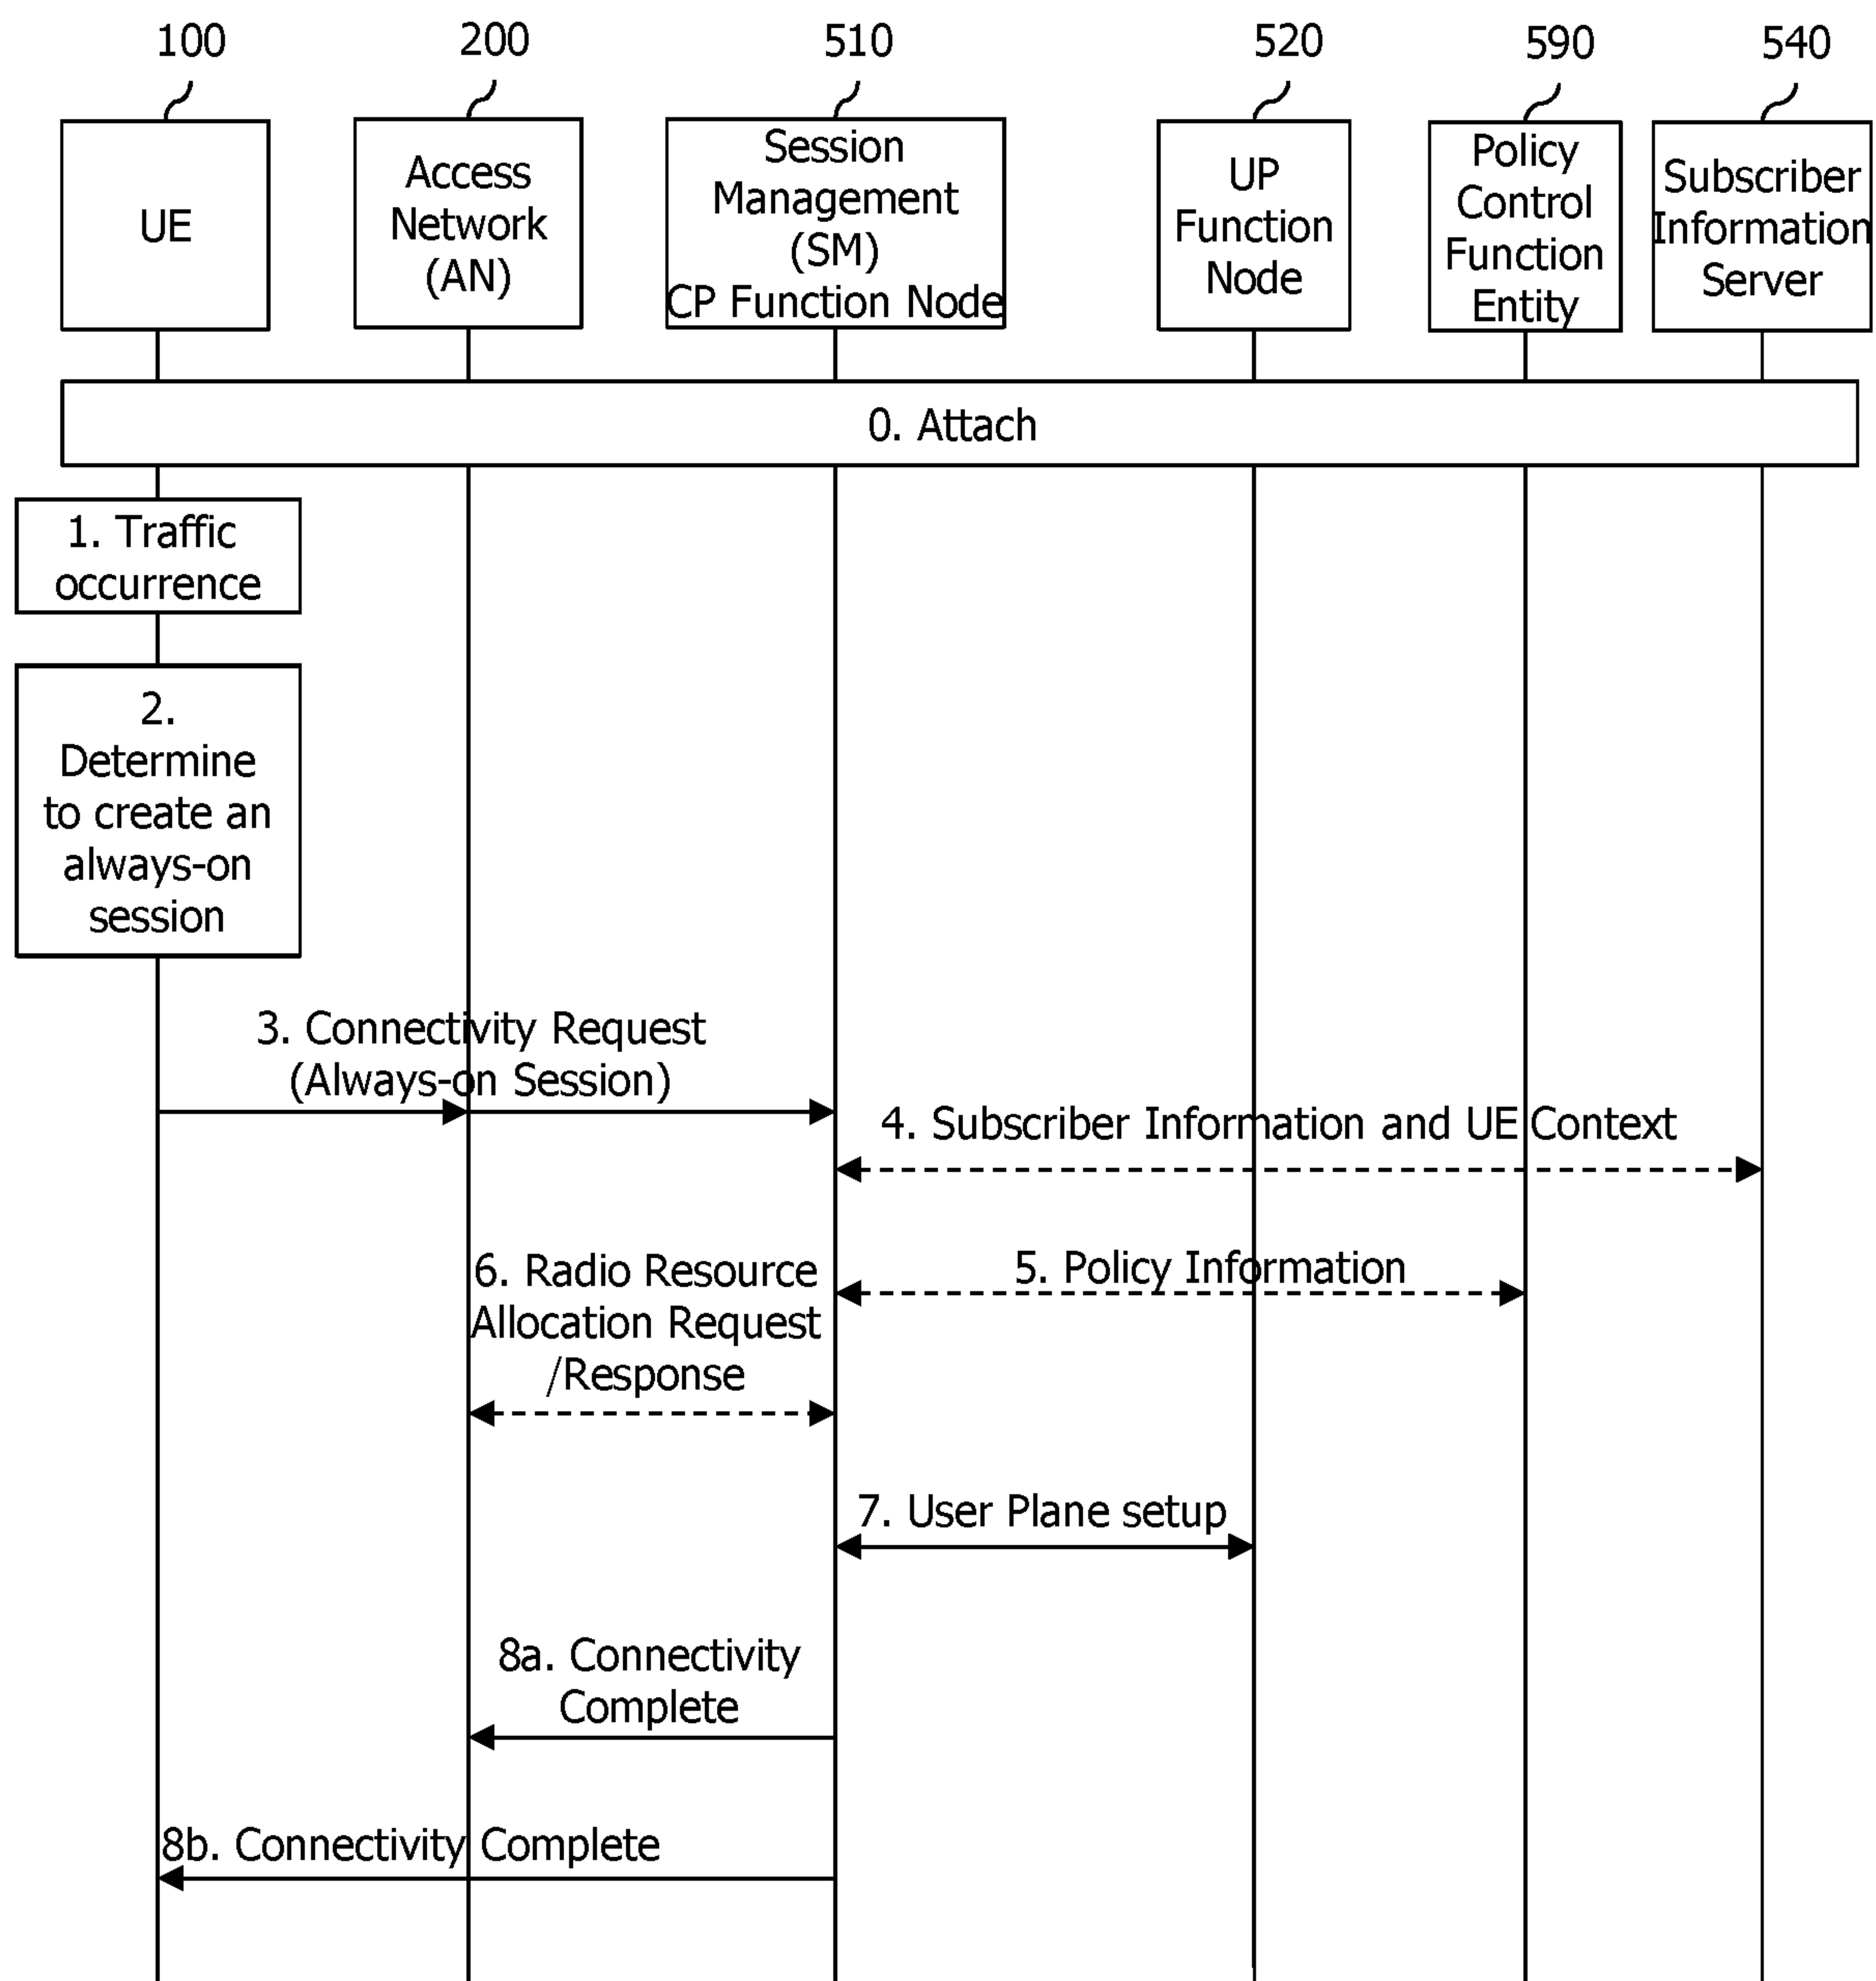 100
200
510
520
590
540
UE
Access
Network
(AN)
Session
Management
(SM)
CP Function Node
UP
Function
Node
Policy
Control
Function
Entity
Subscriber
Information
Server
0. Attach
1. Traffic
occurrence
2.
Determine
to create an
always-on
session
3. Connectivity Request
(Always-on Session)
4. Subscriber Information and UE Context
5. Policy Information
6. Radio Resource
Allocation Request
/Response
7. User Plane setup
8a. Connectivity
Complete
8b. Connectivity Complete